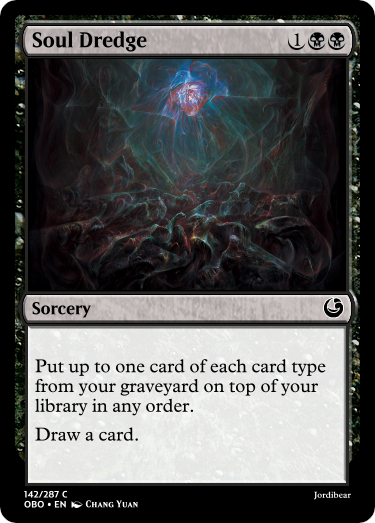 Soul Dredge 1
Sorcery
Put up to one card of each card type
from your graveyard on top of your
library in any order.
Draw a card.
142/287 C
OBO • EN Chang Yuan
Jordibear